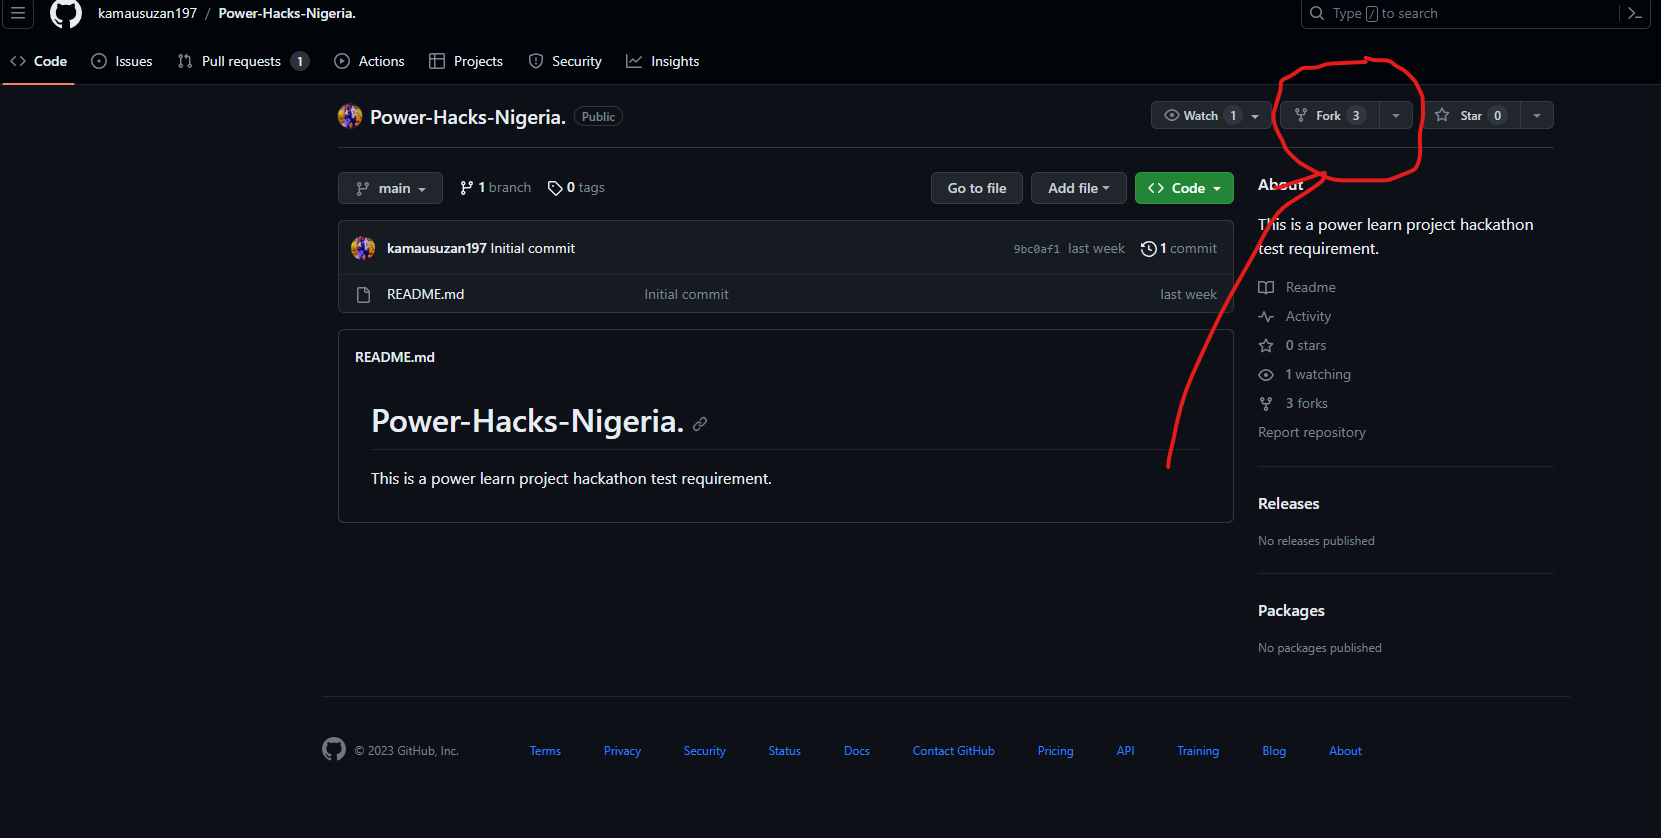 kamausuzan197 / Power-Hacks-Nigeria.
Type / to search
Code Issues Pull requests 1 Actions Projects Security Insights
Power-Hacks-Nigeria. Public
Watch 1 Fork 3 Star 0
main 1 branch 0 tags Go to file Add file Code
kamausuzan197 Initial commit 9bc0af1 last week 1 commit
README.md Initial commit last week
README.md
Power-Hacks-Nigeria.
This is a power learn project hackathon test requirement.
About
This is a power learn project hackathon
test requirement.
Readme
Activity
0 stars
1 watching
3 forks
Report repository
Releases
No releases published
Packages
No packages published
© 2023 GitHub, Inc. Terms Privacy Security Status Docs Contact GitHub Pricing API Training Blog About